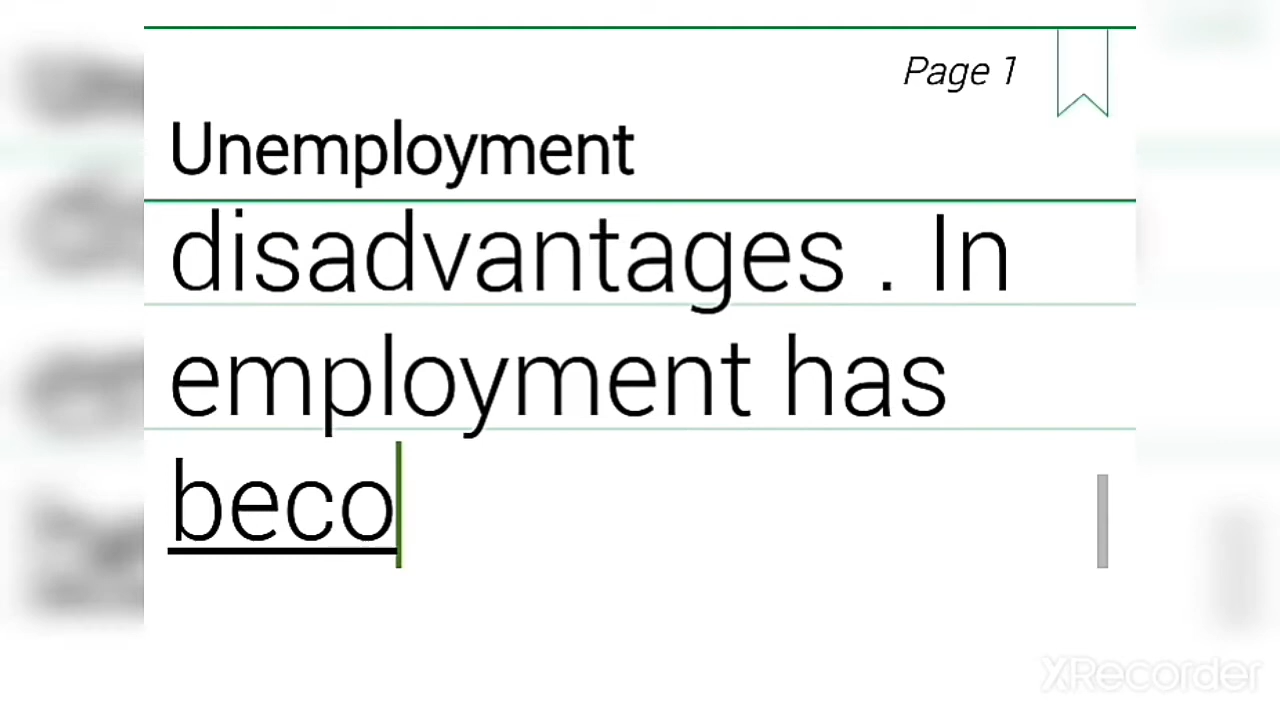 Page 1
Unemployment
disadvantages . In
employment has
beco
XRecorder